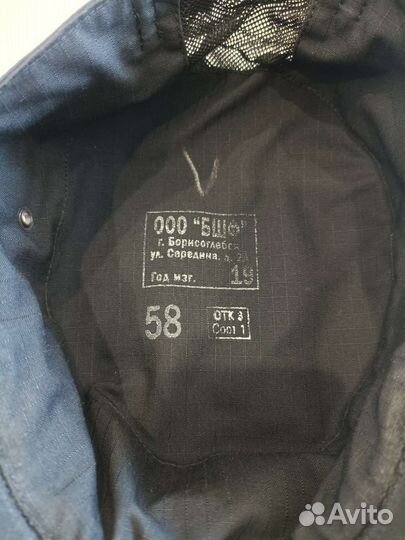 V
ООО "БШФ"
г. Борисоглебск
ул. Середина, д. 2
Год изг. 19
58
ОТК 3
Сорт 1
Avito